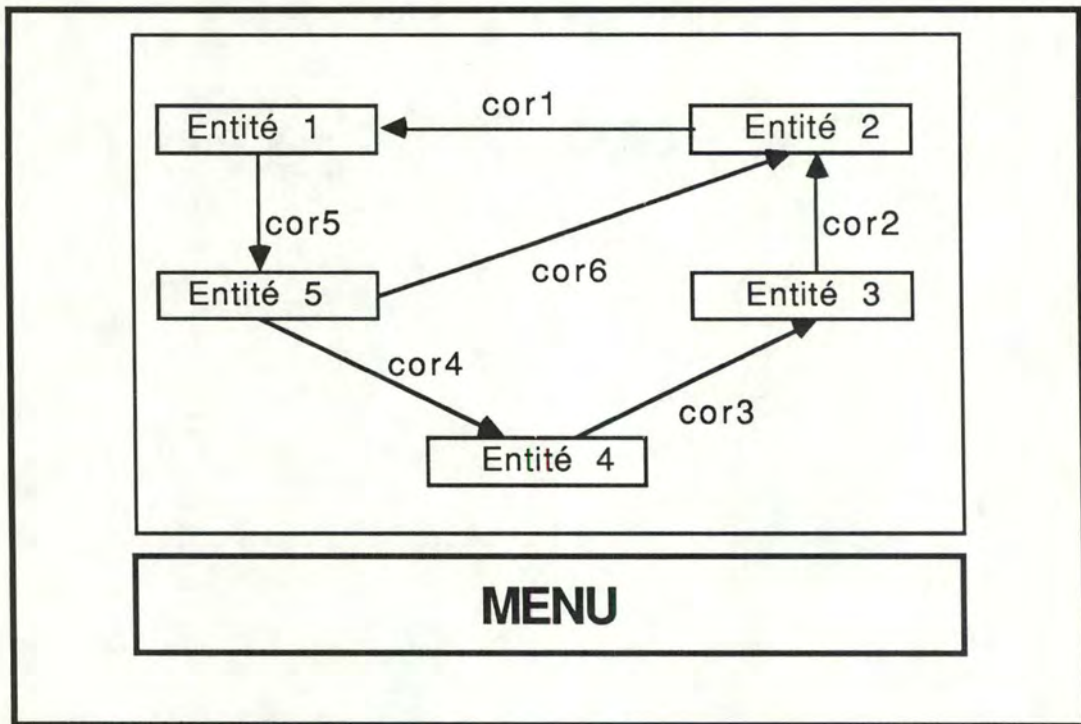 cor1
Entité 1
Entité 2
cor5
cor2
cor6
Entité 5
Entité 3
cor4
cor3
Entité 4
MENU